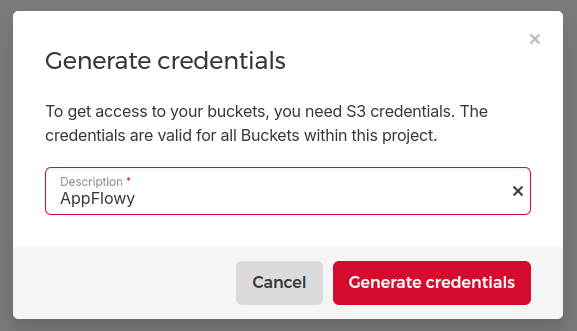 Generate credentials
To get access to your buckets, you need S3 credentials. The
credentials are valid for all Buckets within this project.
Description *
AppFlowy
Cancel
Generate credentials